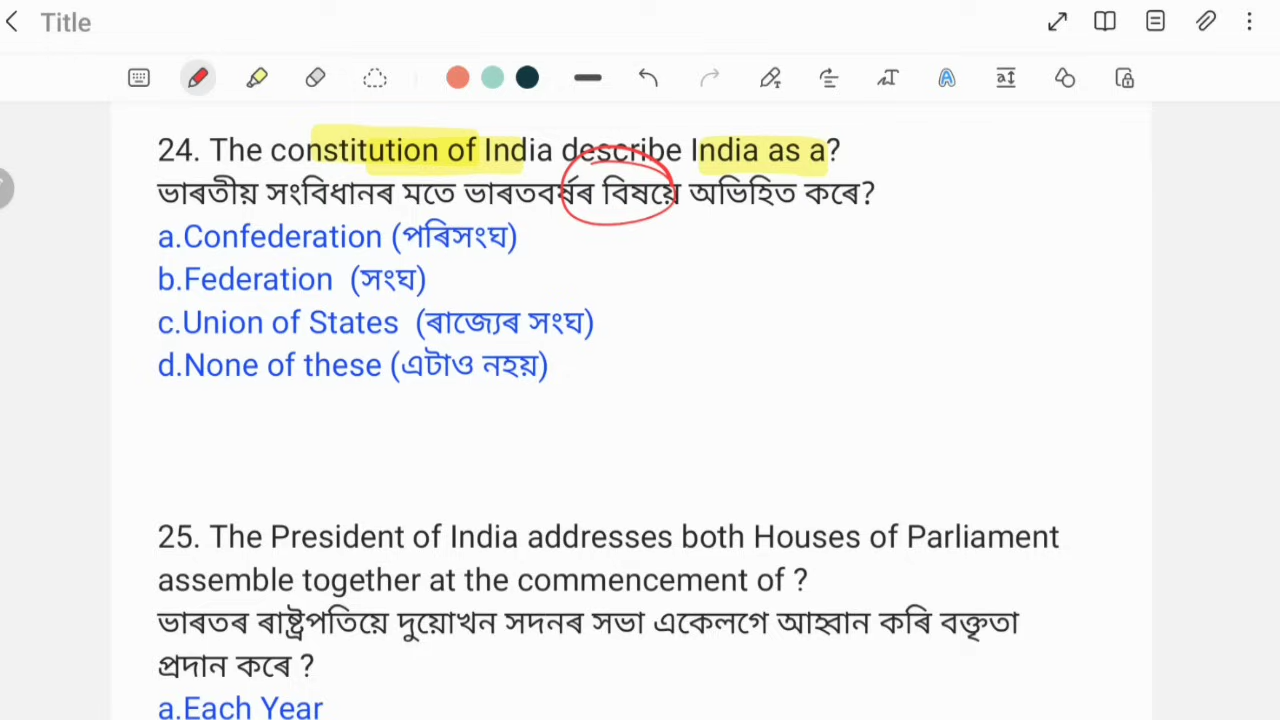 Title
24. The constitution of India describe India as a?
ভাৰতীয় সংবিধানৰ মতে ভাৰতবৰ্ষৰ বিষয়ে অভিহিত কৰে?
a.Confederation (পৰিসংঘ)
b.Federation (সংঘ)
c.Union of States (ৰাজ্যেৰ সংঘ)
d.None of these (এটাও নহয়)
25. The President of India addresses both Houses of Parliament
assemble together at the commencement of ?
ভাৰতৰ ৰাষ্ট্ৰপতিয়ে দুয়োখন সদনৰ সভা একেলগে আহ্বান কৰি বক্তৃতা
প্ৰদান কৰে ?
a.Each Year